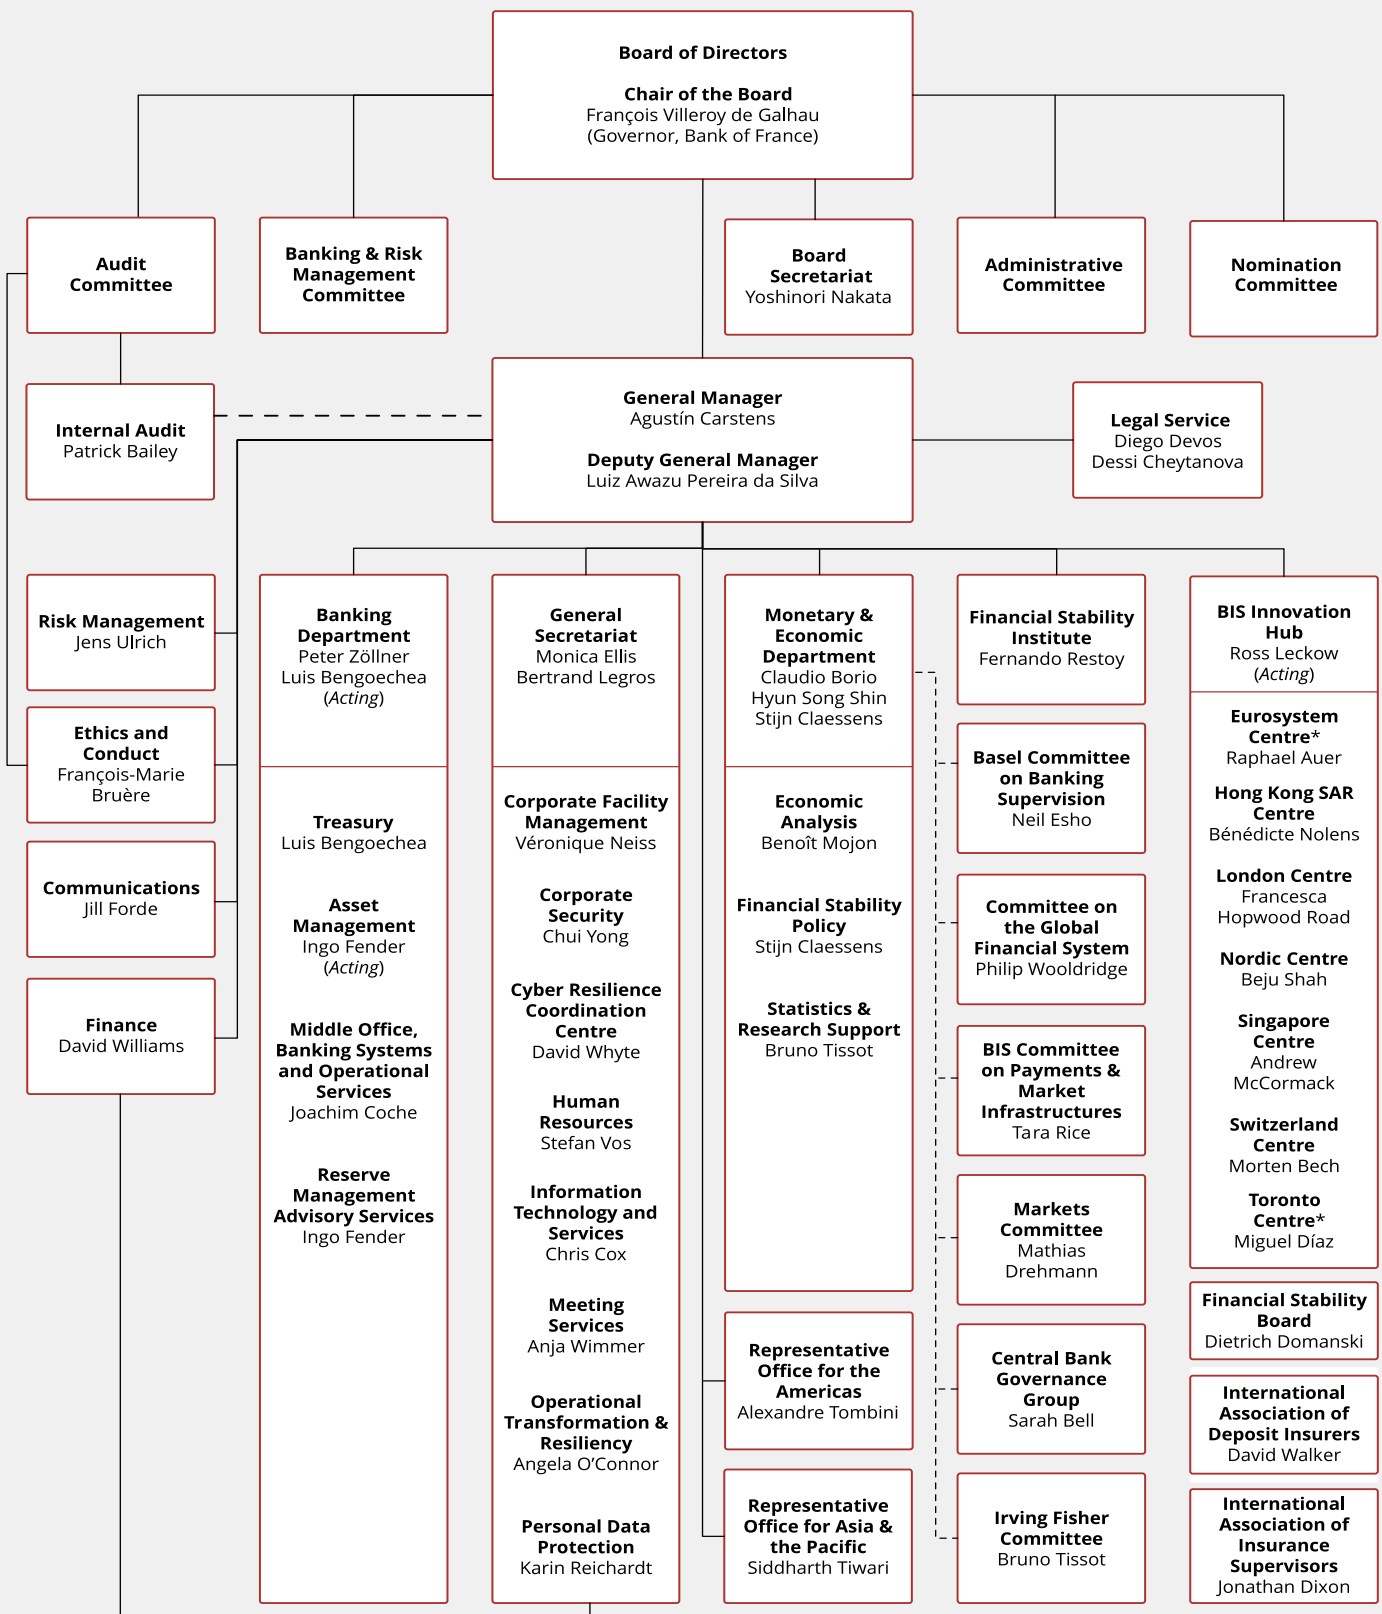 Board of Directors
Chair of the Board
François Villeroy de Galhau
(Governor, Bank of France)
Audit
Committee
Banking & Risk
Management
Committee
Board
Secretariat
Yoshinori Nakata
Administrative
Committee
Nomination
Committee
General Manager
Agustín Carstens
Deputy General Manager
Luiz Awazu Pereira da Silva
Internal Audit
Patrick Bailey
Legal Service
Diego Devos
Dessi Cheytanova
Risk Management
Jens Ulrich
Ethics and
Conduct
François-Marie
Bruère
Communications
Jill Forde
Finance
David Williams
Banking
Department
Peter Zöllner
Luis Bengoechea
(Acting)
Treasury
Luis Bengoechea
Asset
Management
Ingo Fender
(Acting)
Middle Office,
Banking Systems
and Operational
Services
Joachim Coche
Reserve
Management
Advisory Services
Ingo Fender
General
Secretariat
Monica Ellis
Bertrand Legros
Corporate Facility
Management
Véronique Neiss
Corporate
Security
Chui Yong
Cyber Resilience
Coordination
Centre
David Whyte
Human
Resources
Stefan Vos
Information
Technology and
Services
Chris Cox
Meeting
Services
Anja Wimmer
Operational
Transformation &
Resiliency
Angela O’Connor
Personal Data
Protection
Karin Reichardt
Monetary &
Economic
Department
Claudio Borio
Hyun Song Shin
Stijn Claessens
Economic
Analysis
Benoît Mojon
Financial Stability
Policy
Stijn Claessens
Statistics &
Research Support
Bruno Tissot
Representative
Office for the
Americas
Alexandre Tombini
Representative
Office for Asia &
the Pacific
Siddharth Tiwari
Financial Stability
Institute
Fernando Restoy
Basel Committee
on Banking
Supervision
Neil Esho
Committee on
the Global
Financial System
Philip Wooldridge
BIS Committee
on Payments &
Market
Infrastructures
Tara Rice
Markets
Committee
Mathias
Drehmann
Central Bank
Governance
Group
Sarah Bell
Irving Fisher
Committee
Bruno Tissot
BIS Innovation
Hub
Ross Leckow
(Acting)
Eurosystem
Centre*
Raphael Auer
Hong Kong SAR
Centre
Bénédicte Nolens
London Centre
Francesca
Hopwood Road
Nordic Centre
Beju Shah
Singapore
Centre
Andrew
McCormack
Switzerland
Centre
Morten Bech
Toronto
Centre*
Miguel Díaz
Financial Stability
Board
Dietrich Domanski
International
Association of
Deposit Insurers
David Walker
International
Association of
Insurance
Supervisors
Jonathan Dixon